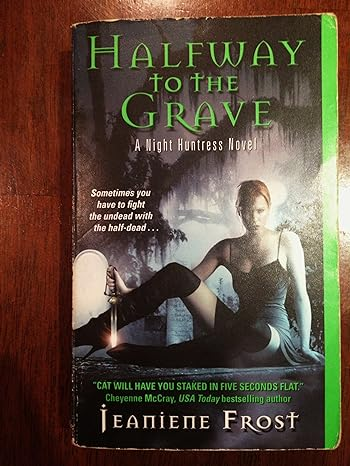 HALFWAY
TO THE
GRAVE
A Night Huntress Novel
Sometimes you
have to fight
the undead with
the half-dead...
"CAT WILL HAVE YOU STAKED IN FIVE SECONDS FLAT."
Cheyenne McCray, USA Today bestselling author
JEANIENE FROST